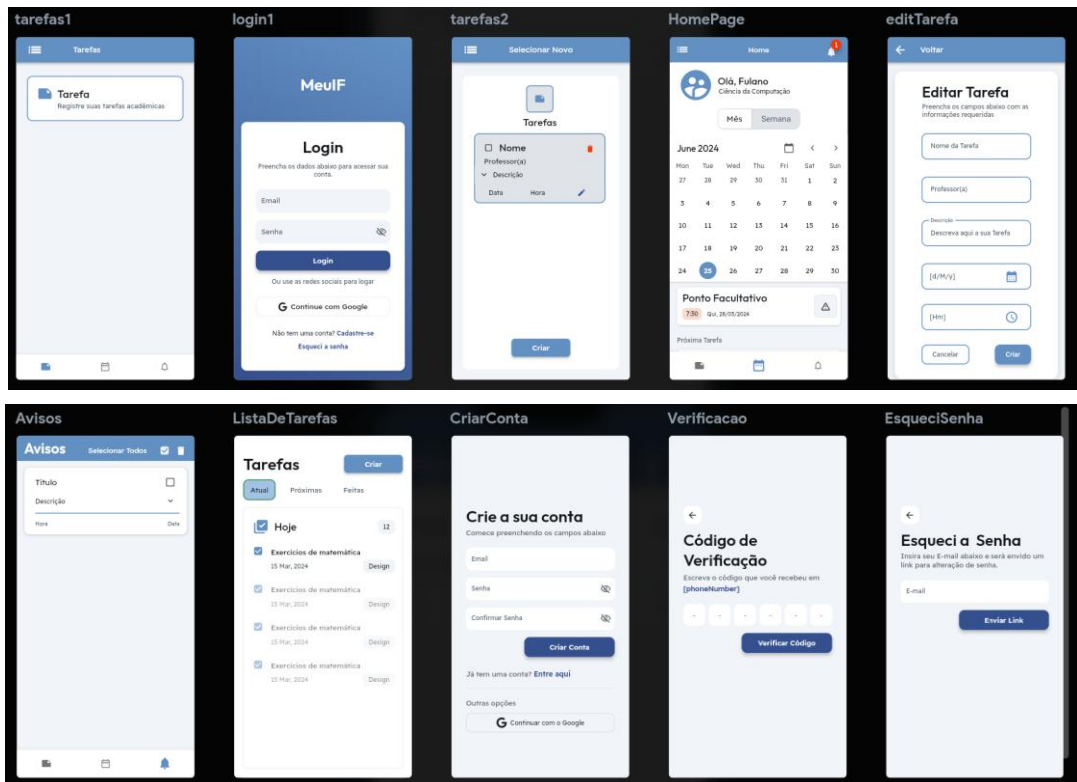 tarefas1
Tarefas
Tarefa
Registre suas tarefas acadêmicas
login1
MeuIF
Login
Preencha os dados abaixo para acessar sua
conta.
Email
Senha
Login
Ou use as redes sociais para logar
G Continue com Google
Não tem uma conta? Cadastre-se
Esqueci a senha
tarefas2
Selecionar Novo
Tarefas
Nome
Professor(a)
Descrição
Data Hora
Criar
HomePage
Home
1
Olá, Fulano
Ciência da Computação
Mês Semana
June 2024
Mon Tue Wed Thu Fri Sat Sun
27 28 29 30 31 1 2
3 4 5 6 7 8 9
10 11 12 13 14 15 16
17 18 19 20 21 22 23
24 25 26 27 28 29 30
Ponto Facultativo
7:30 Qui, 28/03/2024
Próxima Tarefa
editTarefa
Voltar
Editar Tarefa
Preencha os campos abaixo com as
informações requeridas
Nome da Tarefa
Professor(a)
Descrição
Descreva aqui a sua Tarefa
[d/M/y]
[Hm]
Cancelar Criar
Avisos
Avisos Selecionar Todos
Título
Descrição
Hora Data
ListaDeTarefas
Tarefas Criar
Atual Próximas Feitas
Hoje 12
Exercicios de matemática
15 Mar, 2024 Design
Exercicios de matemática
15 Mar, 2024 Design
Exercicios de matemática
15 Mar, 2024 Design
Exercicios de matemática
15 Mar, 2024 Design
CriarConta
Crie a sua conta
Comece preenchendo os campos abaixo
Email
Senha
Confirmar Senha
Criar Conta
Já tem uma conta? Entre aqui
Outras opções
G Continuar com o Google
Verificacao
Código de
Verificação
Escreva o código que você recebeu em
[phoneNumber]
- - - - - -
Verificar Código
EsqueciSenha
Esqueci a Senha
Insira seu E-mail abaixo e será envido um
link para alteração de senha.
E-mail
Enviar Link